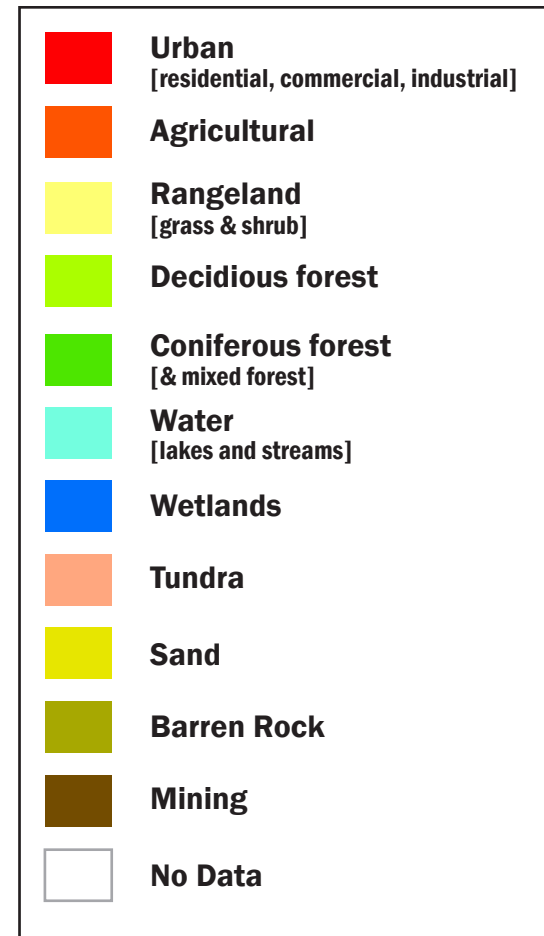 Urban
[residential, commercial, industrial]
Agricultural
Rangeland
[grass & shrub]
Decidious forest
Coniferous forest
[& mixed forest]
Water
[lakes and streams]
Wetlands
Tundra
Sand
Barren Rock
Mining
No Data